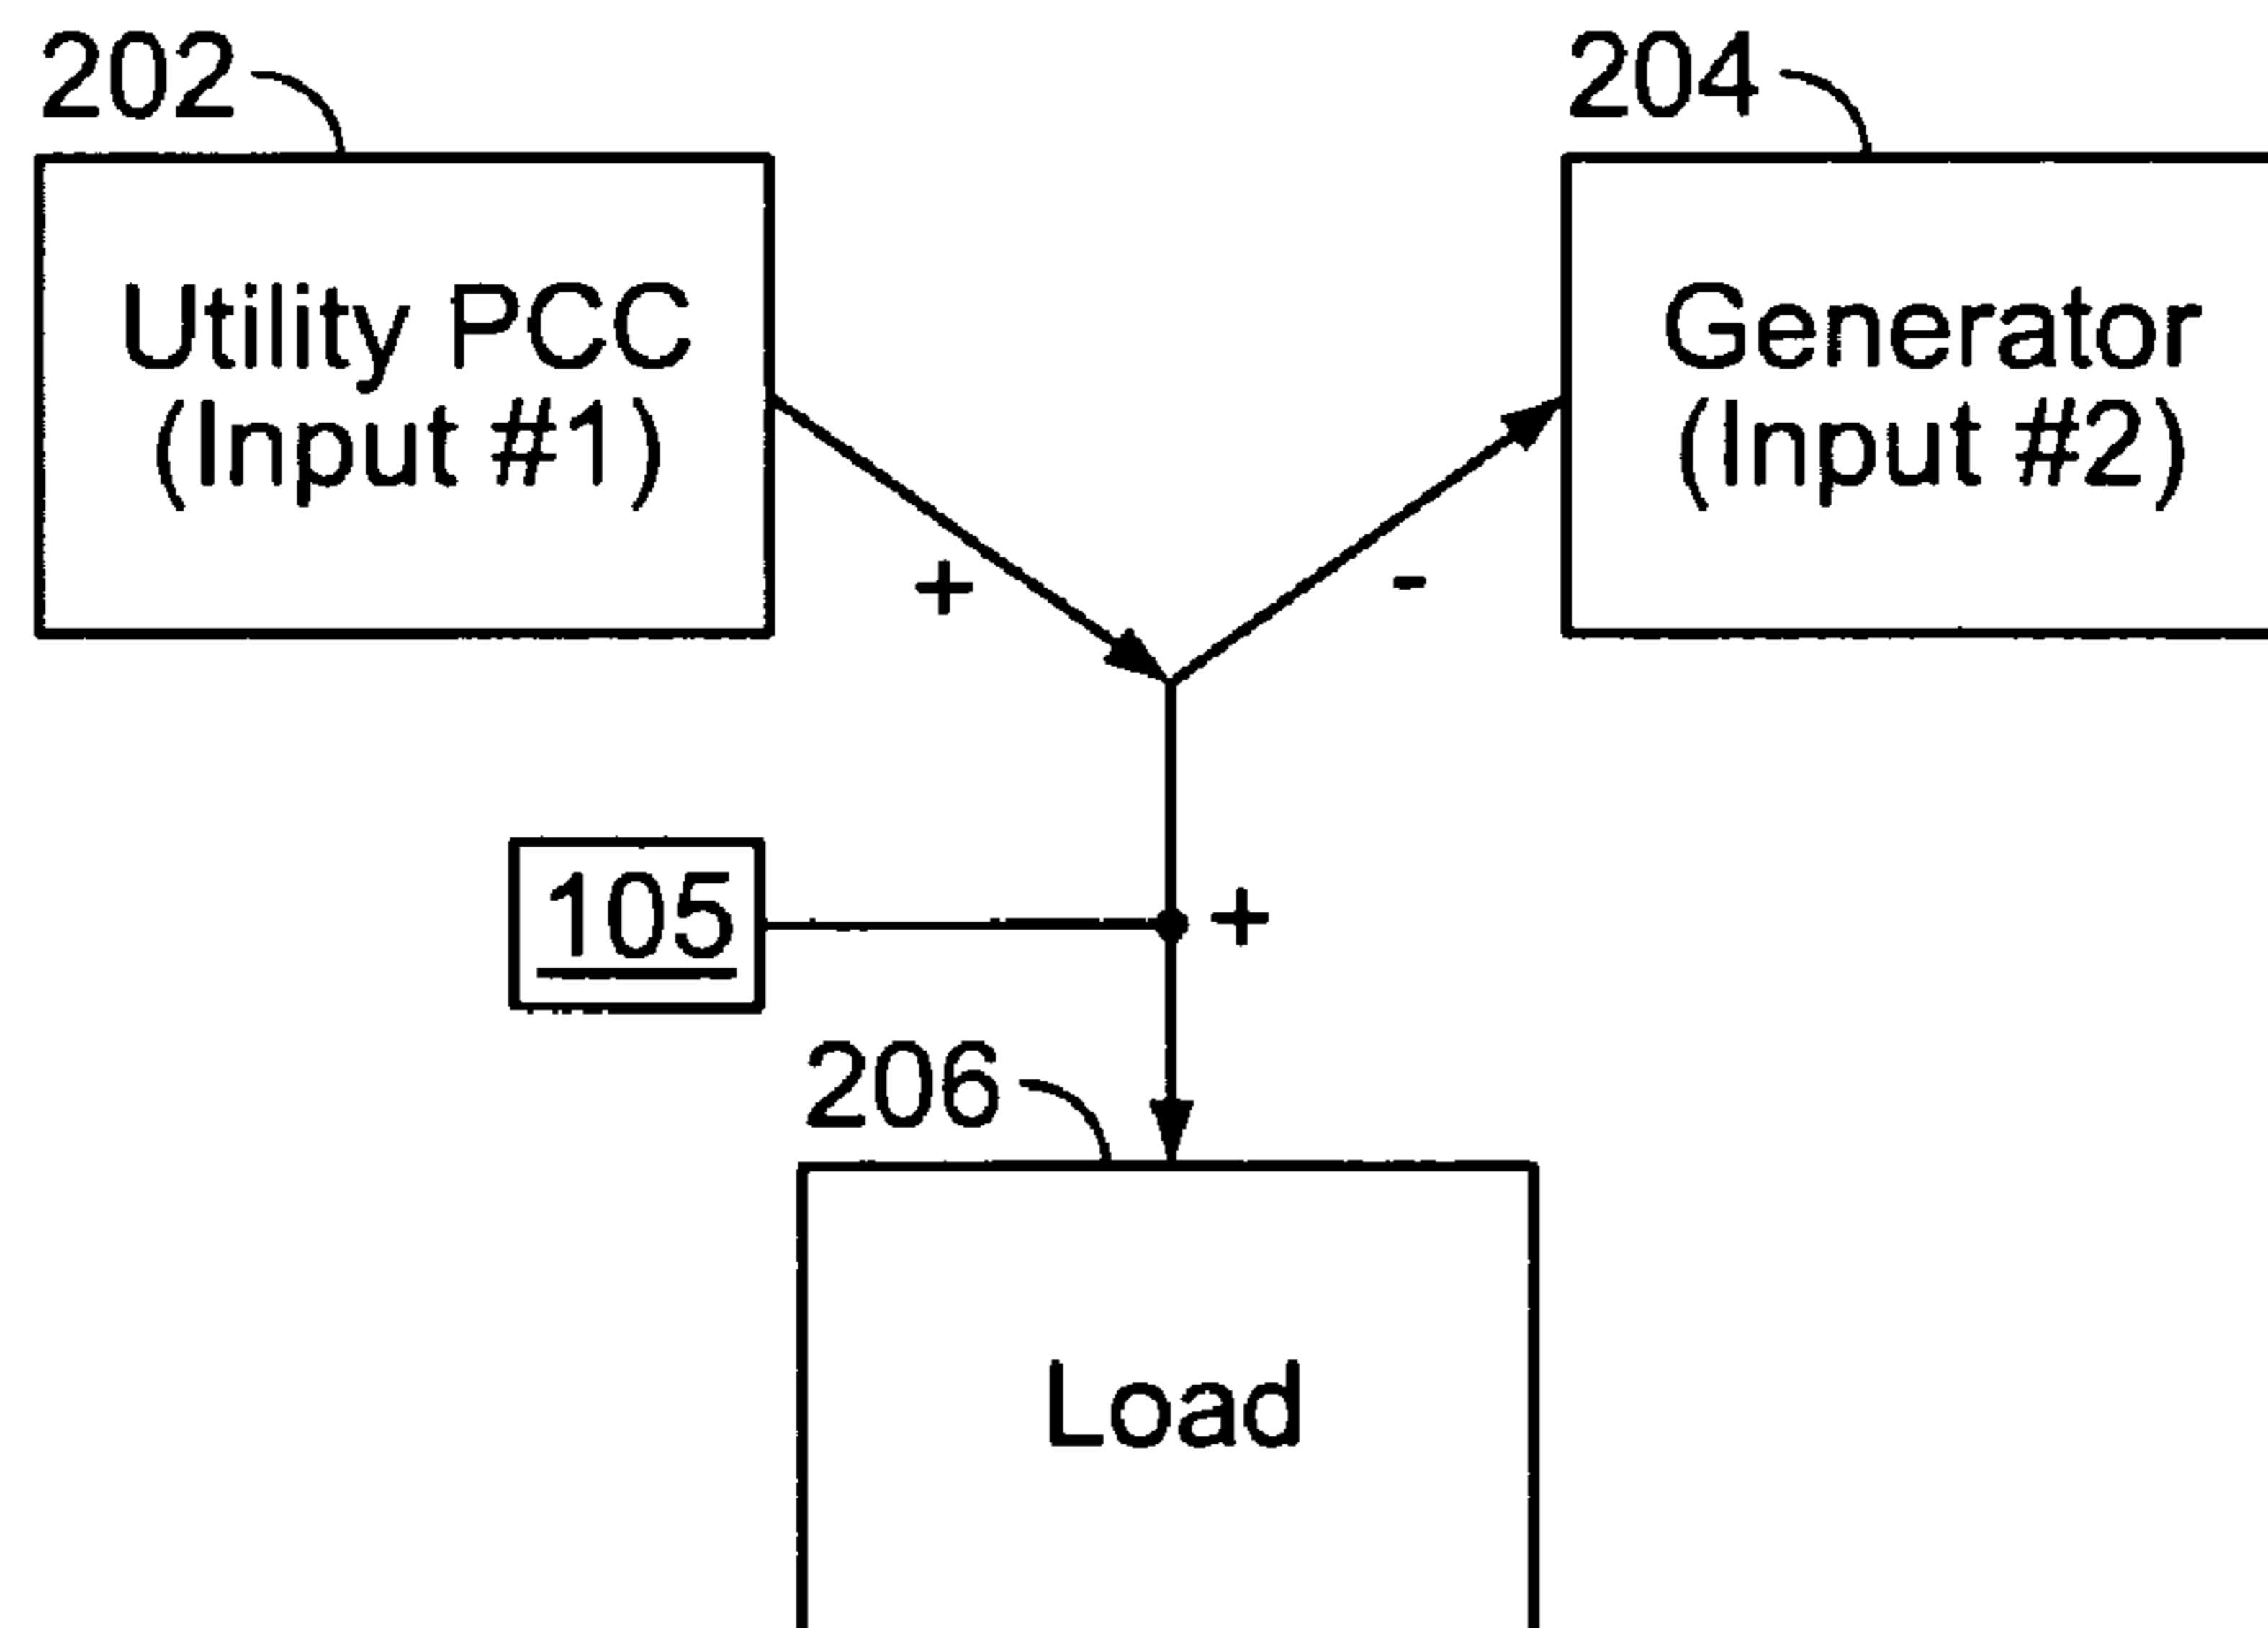 202
204
Utility PCC
(Input #1)
Generator
(Input #2)
+
-
105
+
206
Load